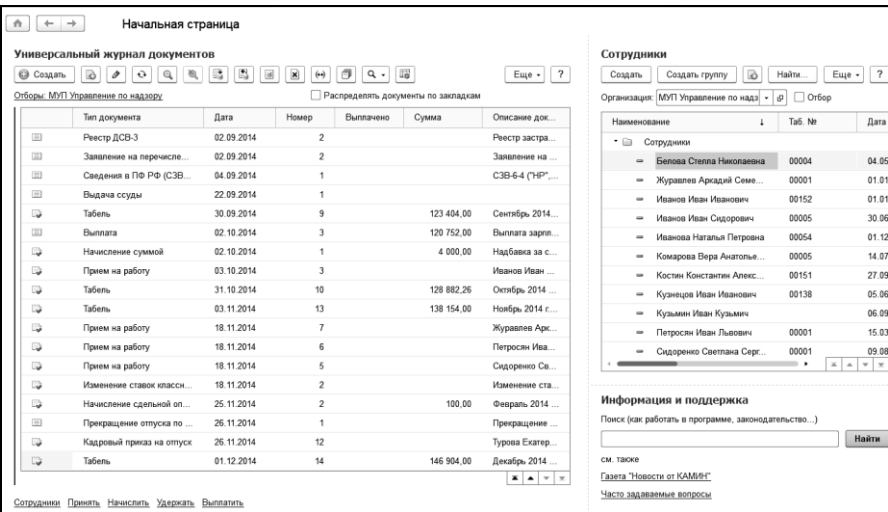 Начальная страница
Универсальный журнал документов
Создать Еще ?
Отборы: МУП Управление по надзору Распределять документы по закладкам
Тип документа Дата Номер Выплачено Сумма Описание док...
Реестр ДСВ-3 02.09.2014 2 Реестр застра...
Заявление на перечисле... 02.09.2014 2 Заявление на ...
Сведения в ПФ РФ (СЗВ... 04.09.2014 1 СЗВ-6-4 ("НР",...
Выдача ссуды 22.09.2014 1
Табель 30.09.2014 9 123 404,00 Сентябрь 2014...
Выплата 02.10.2014 3 120 752,00 Выплата зарпл...
Начисление суммой 02.10.2014 1 4 000,00 Надбавка за с...
Прием на работу 03.10.2014 3 Иванов Иван ...
Табель 31.10.2014 10 128 882,26 Октябрь 2014 ...
Табель 03.11.2014 13 138 154,00 Ноябрь 2014 г....
Прием на работу 18.11.2014 7 Журавлев Арк...
Прием на работу 18.11.2014 6 Петросян Ива...
Прием на работу 18.11.2014 5 Сидоренко Св...
Изменение ставок классн... 18.11.2014 2 Изменение ста...
Начисление сдельной оп... 25.11.2014 2 100,00 Февраль 2014 ...
Прекращение отпуска по ... 26.11.2014 1 Прекращение ...
Кадровый приказ на отпуск 26.11.2014 12 Турова Екатер...
Табель 01.12.2014 14 146 904,00 Декабрь 2014 ...
Сотрудники Принять Начислить Удержать Выплатить
Сотрудники
Создать Создать группу Найти... Еще ?
Организация: МУП Управление по надз Отбор
Наименование ↓ Таб. № Дата
Сотрудники
Белова Стелла Николаевна 00004 04.05
Журавлев Аркадий Семе... 00001 01.01
Иванов Иван Иванович 00152 01.01
Иванов Иван Сидорович 00005 30.06
Иванова Наталья Петровна 00054 01.12
Комарова Вера Анатолье... 00005 14.07
Костин Константин Алекс... 00151 27.09
Кузнецов Иван Иванович 00138 05.06
Кузьмин Иван Кузьмич 06.09
Петросян Иван Львович 00001 15.03
Сидоренко Светлана Серг... 00001 09.08
Информация и поддержка
Поиск (как работать в программе, законодательство...)
Найти
см. также
Газета "Новости от КАМИН"
Часто задаваемые вопросы